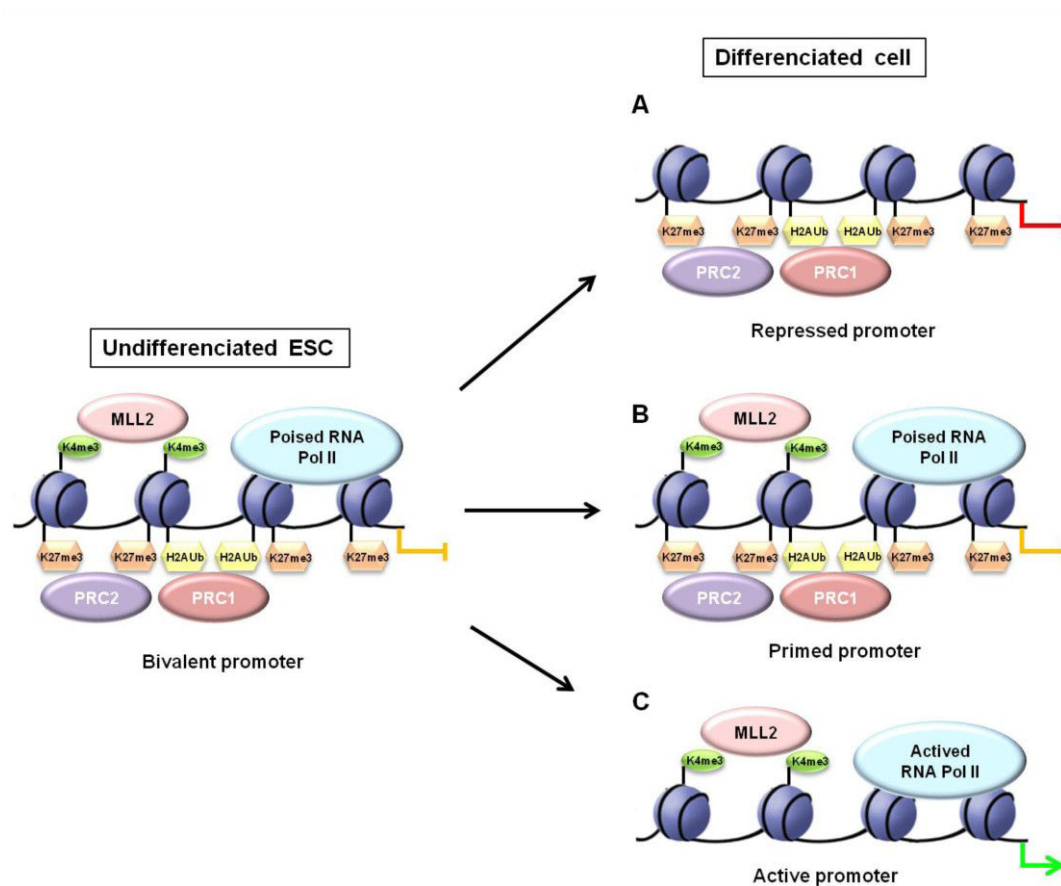 Differenciated cell
A
K27me3 K27me3 H2AUb H2AUb K27me3 K27me3
PRC2 PRC1
Repressed promoter
Undifferenciated ESC
MLL2
K4me3 K4me3
Poised RNA
Pol II
K27me3 K27me3 H2AUb H2AUb K27me3 K27me3
PRC2 PRC1
Bivalent promoter
B
MLL2
K4me3 K4me3
Poised RNA
Pol II
K27me3 K27me3 H2AUb H2AUb K27me3 K27me3
PRC2 PRC1
Primed promoter
C
MLL2
K4me3 K4me3
Actived
RNA Pol II
Active promoter